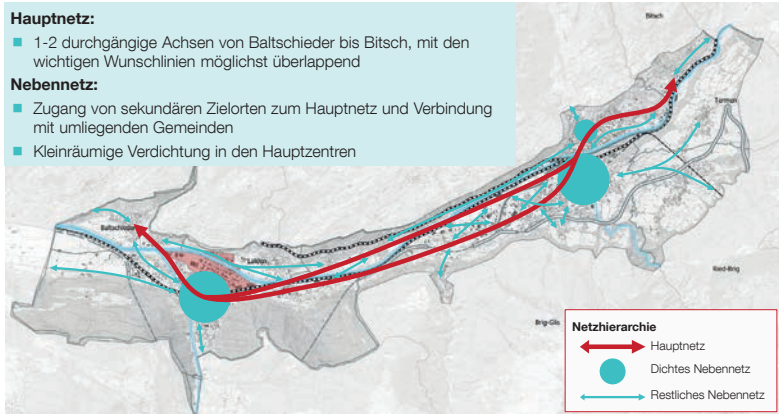 Hauptnetz:
1-2 durchgängige Achsen von Baltschieder bis Bitsch, mit den
wichtigen Wunschlinien möglichst überlappend
Nebennetz:
Zugang von sekundären Zielorten zum Hauptnetz und Verbindung
mit umliegenden Gemeinden
Kleinräumige Verdichtung in den Hauptzentren
Bitsch
Termen
Baltschieder
Lalden
Ried-Brig
Brig-Glis
Netzhierarchie
Hauptnetz
Dichtes Nebennetz
Restliches Nebennetz